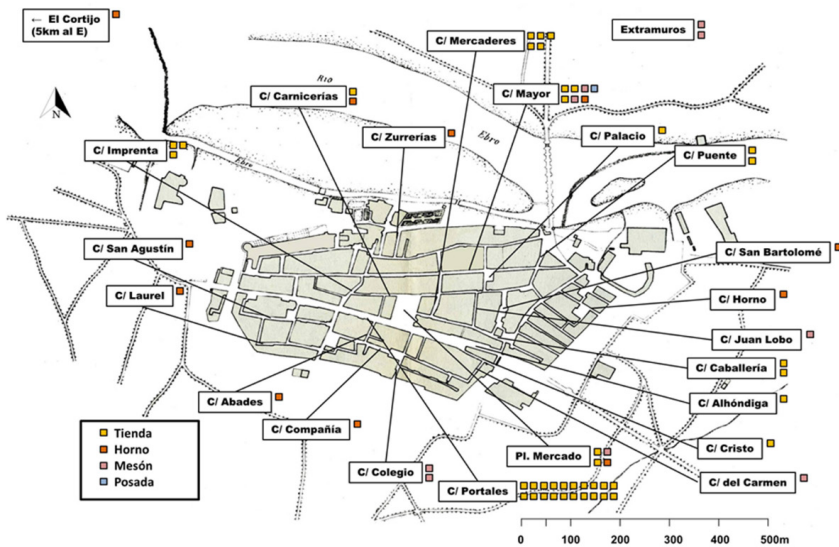 ← El Cortijo
(5km al E)
C/ Mercaderes
Extramuros
Rio
C/ Carnicerías
C/ Mayor
N
C/ Zurrerías
Ebro
C/ Palacio
C/ Imprenta
C/ Puente
Ebro
C/ San Agustín
C/ San Bartolomé
C/ Laurel
C/ Horno
C/ Juan Lobo
C/ Caballería
C/ Abades
C/ Alhóndiga
C/ Compañía
Tienda
Horno
Mesón
Posada
C/ Cristo
Pl. Mercado
C/ Colegio
C/ Portales
C/ del Carmen
0 100 200 300 400 500m